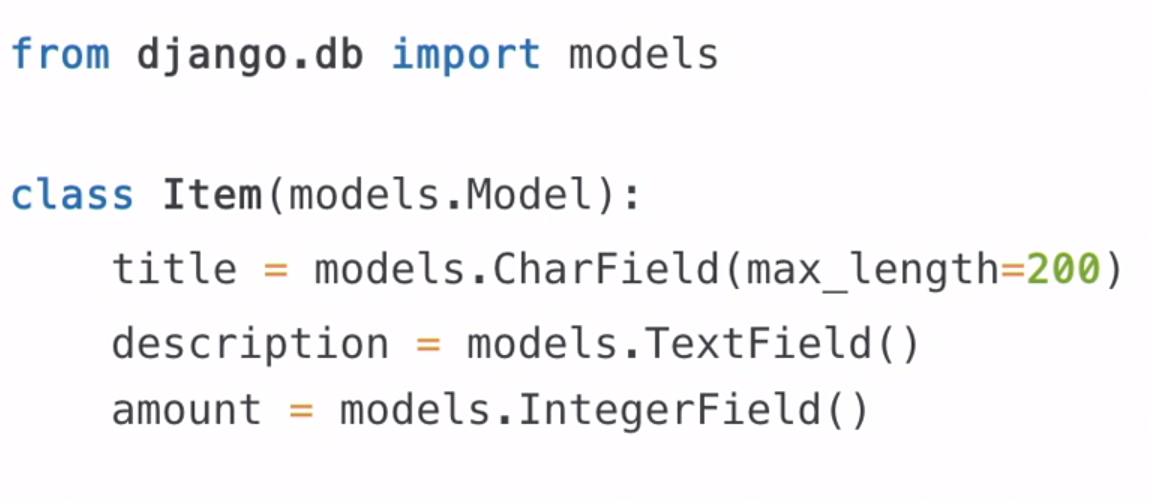 from django.db import models
class Item(models.Model):
    title = models.CharField(max_length=200)
    description = models.TextField()
    amount = models.IntegerField()